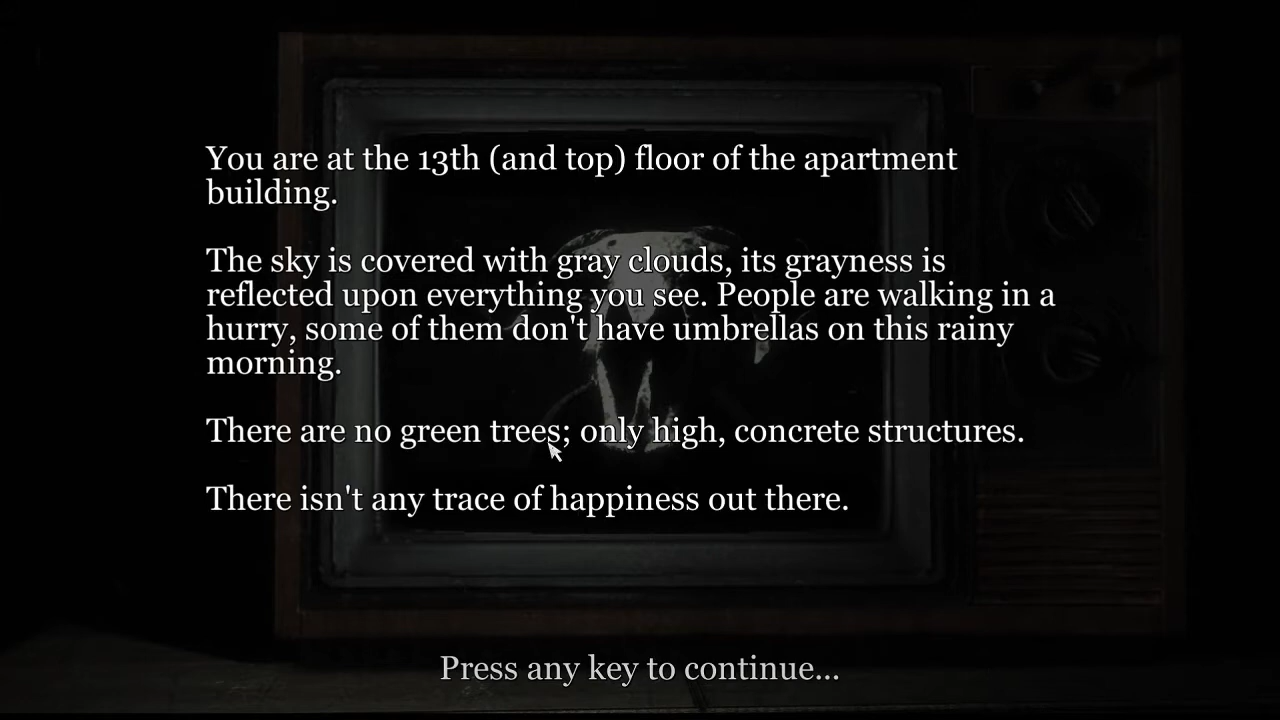 You are at the 13th (and top) floor of the apartment
building.
The sky is covered with gray clouds, its grayness is
reflected upon everything you see. People are walking in a
hurry, some of them don't have umbrellas on this rainy
morning.
There are no green trees; only high, concrete structures.
There isn't any trace of happiness out there.
Press any key to continue...